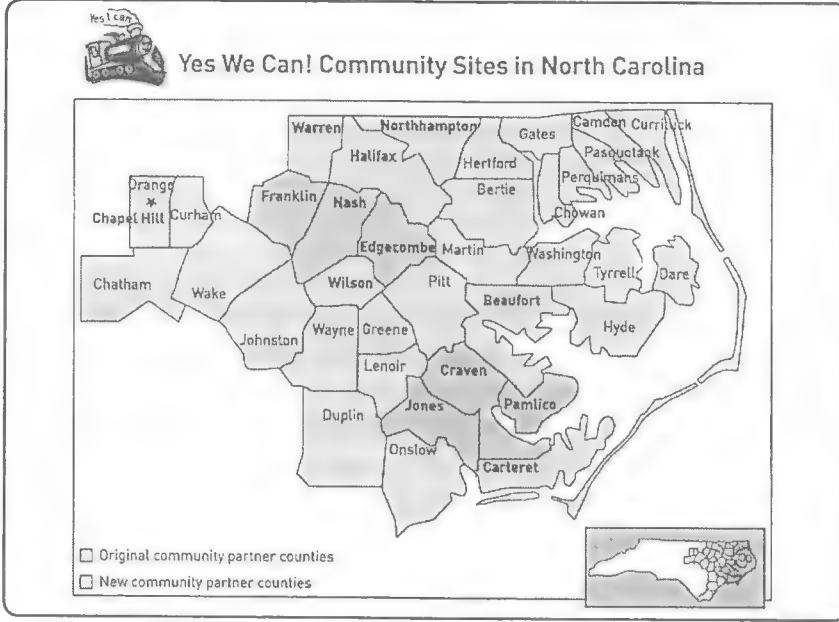 Yes I can
Yes We Can! Community Sites in North Carolina
Warren
Northhampton
Gates
Camden
Currituck
Halifax
Hertford
Pasquotank
Perquimans
Bertie
Orange
Chapel Hill
Curham
Franklin
Nash
Chowan
Edgecombe
Martin
Washington
Tyrrell
Dare
Chatham
Wake
Wilson
Pitt
Beaufort
Hyde
Johnston
Wayne
Greene
Lenoir
Craven
Duplin
Jones
Pamlico
Onslow
Carteret
Original community partner counties
New community partner counties